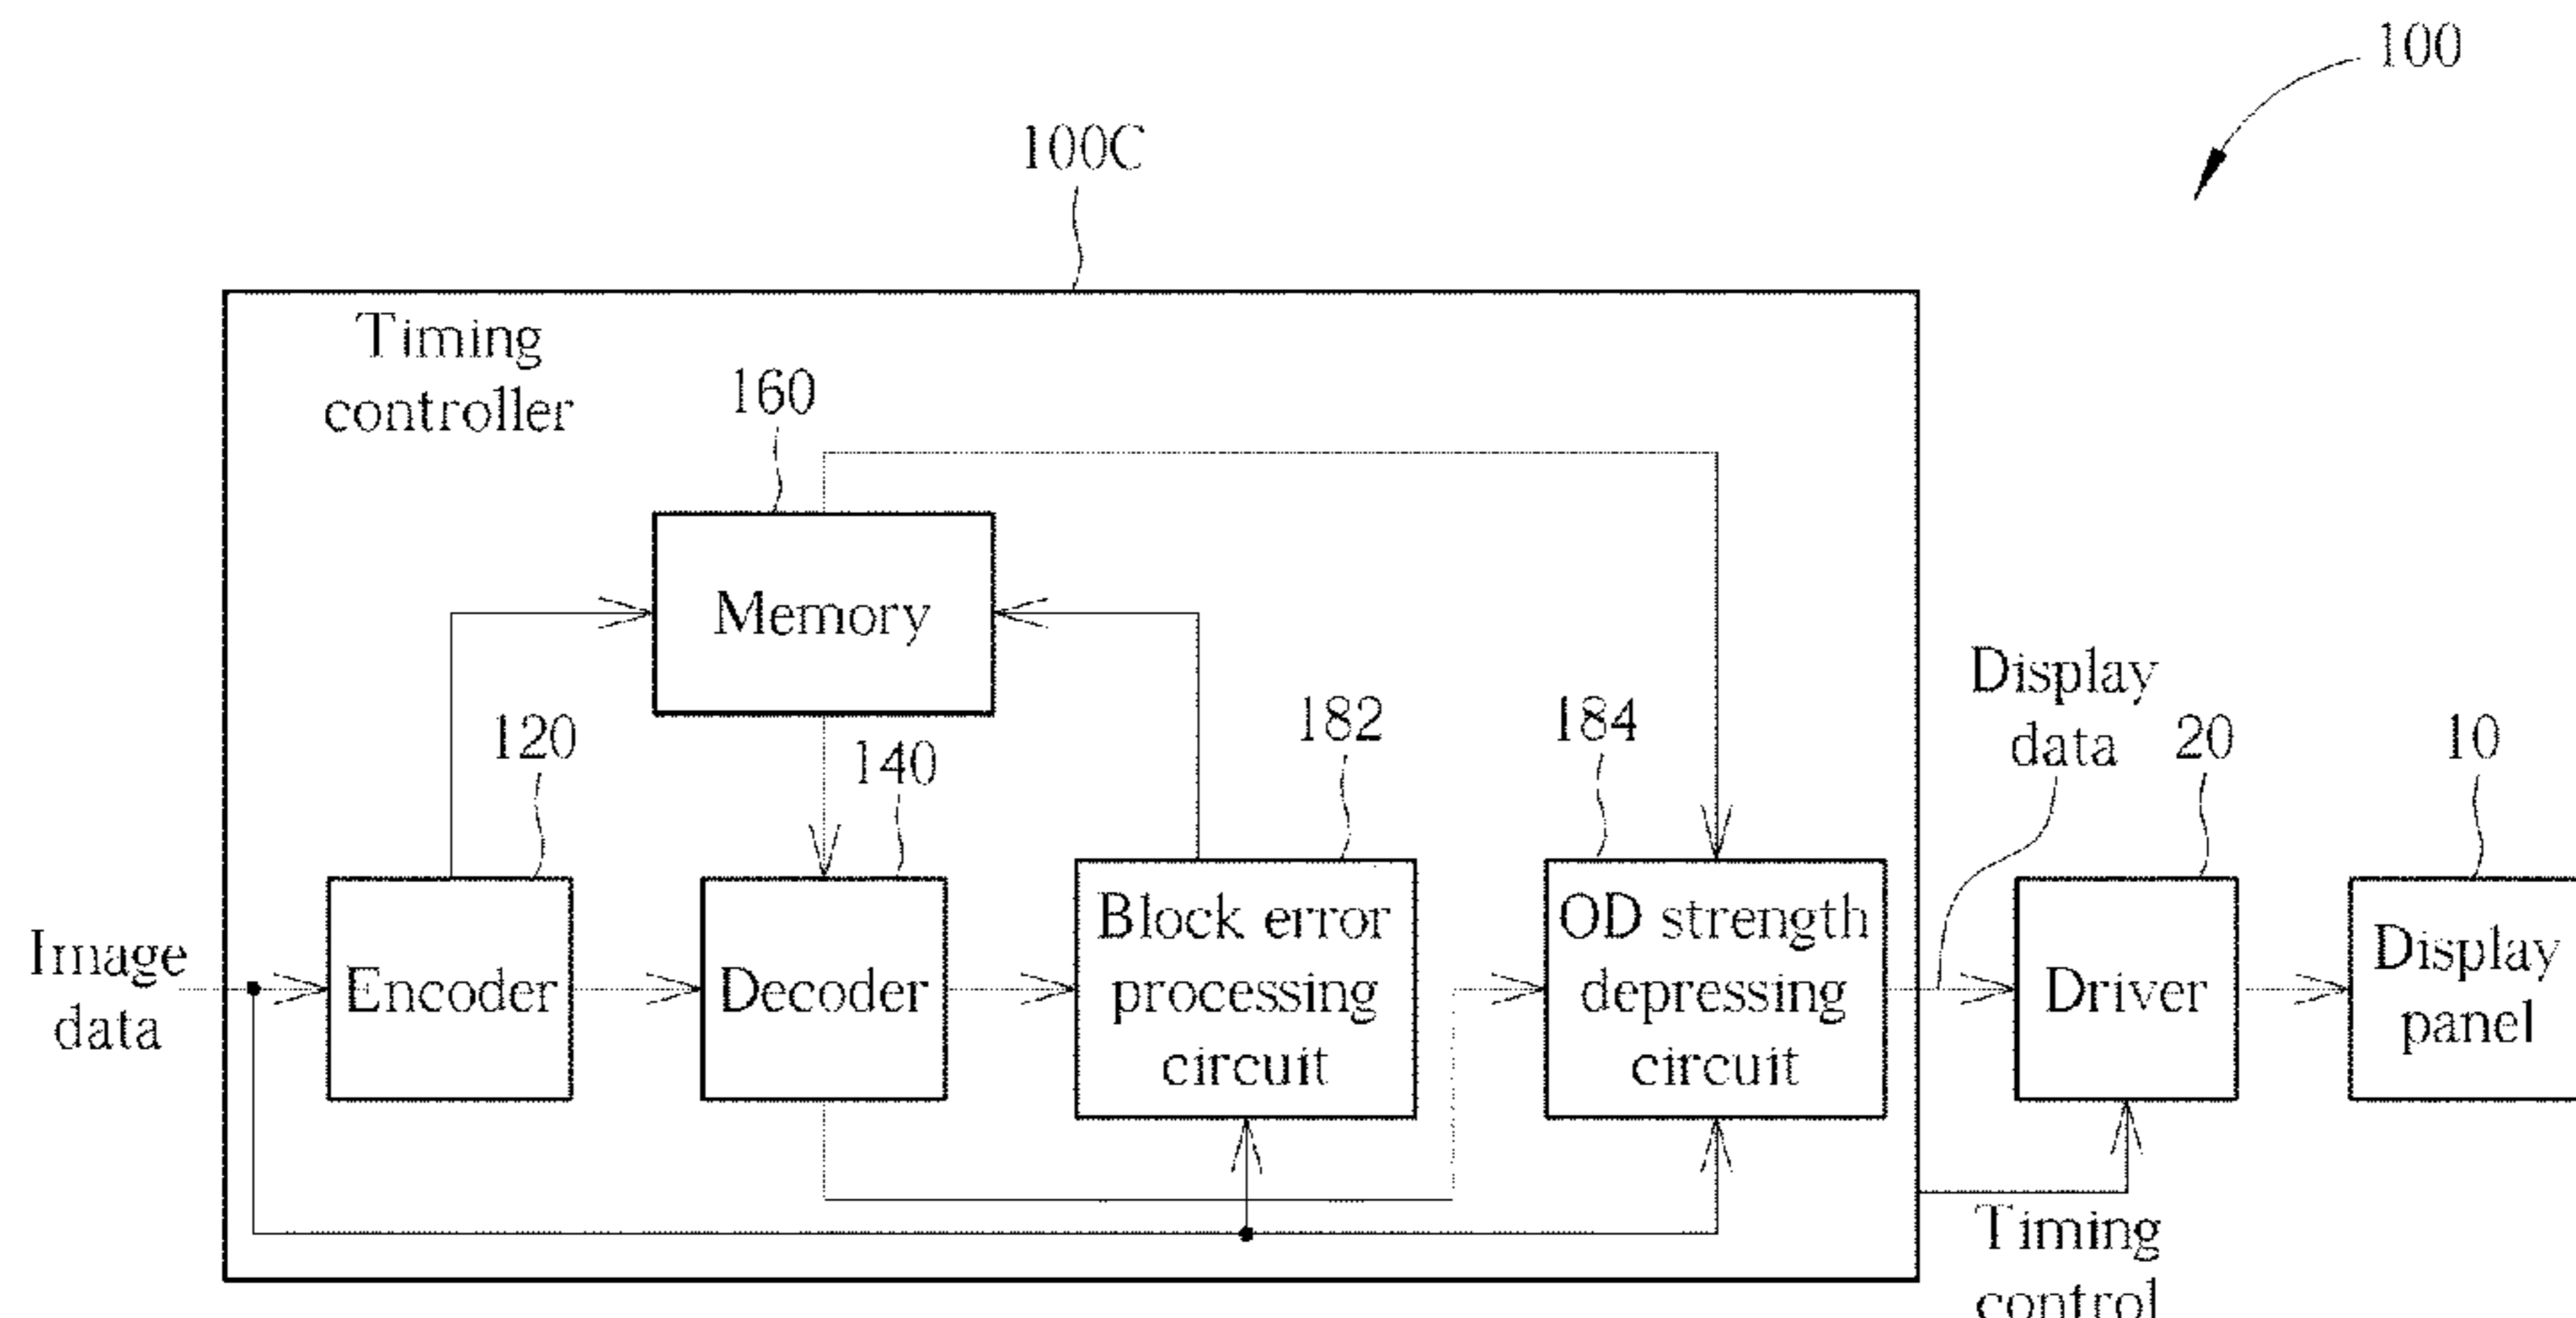 100
100C
Timing
controller
160
Memory
120
140
182
184
Display
data
20
10
Image
data
Encoder
Decoder
Block error
processing
circuit
OD strength
depressing
circuit
Driver
Display
panel
Timing
control